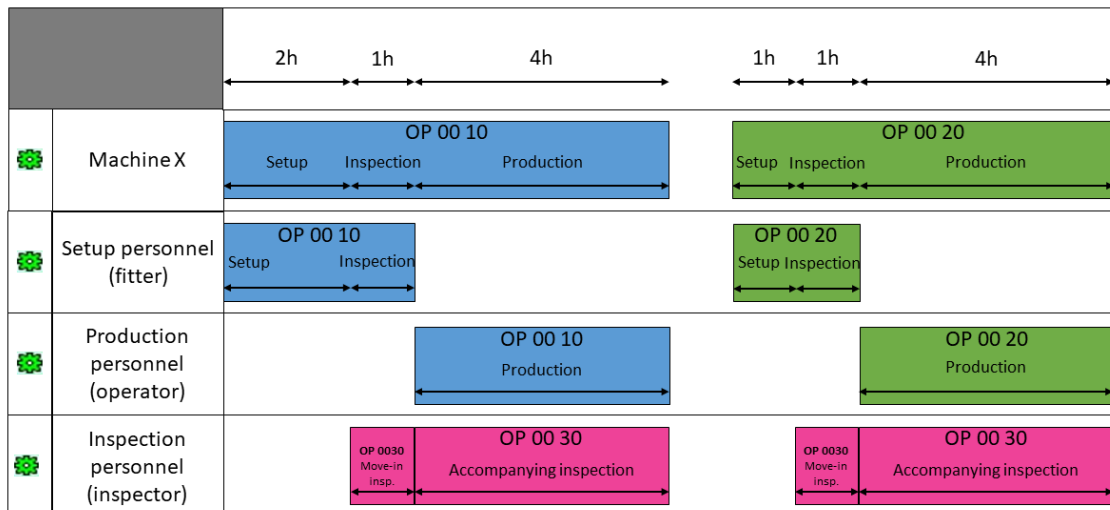 2h 1h 4h 1h 1h 4h
Machine X
OP 00 10
Setup Inspection Production
OP 00 20
Setup Inspection Production
Setup personnel
(fitter)
OP 00 10
Setup Inspection
OP 00 20
Setup Inspection
Production
personnel
(operator)
OP 00 10
Production
OP 00 20
Production
Inspection
personnel
(inspector)
OP 0030
Move-in
insp.
OP 00 30
Accompanying inspection
OP 0030
Move-in
insp.
OP 00 30
Accompanying inspection